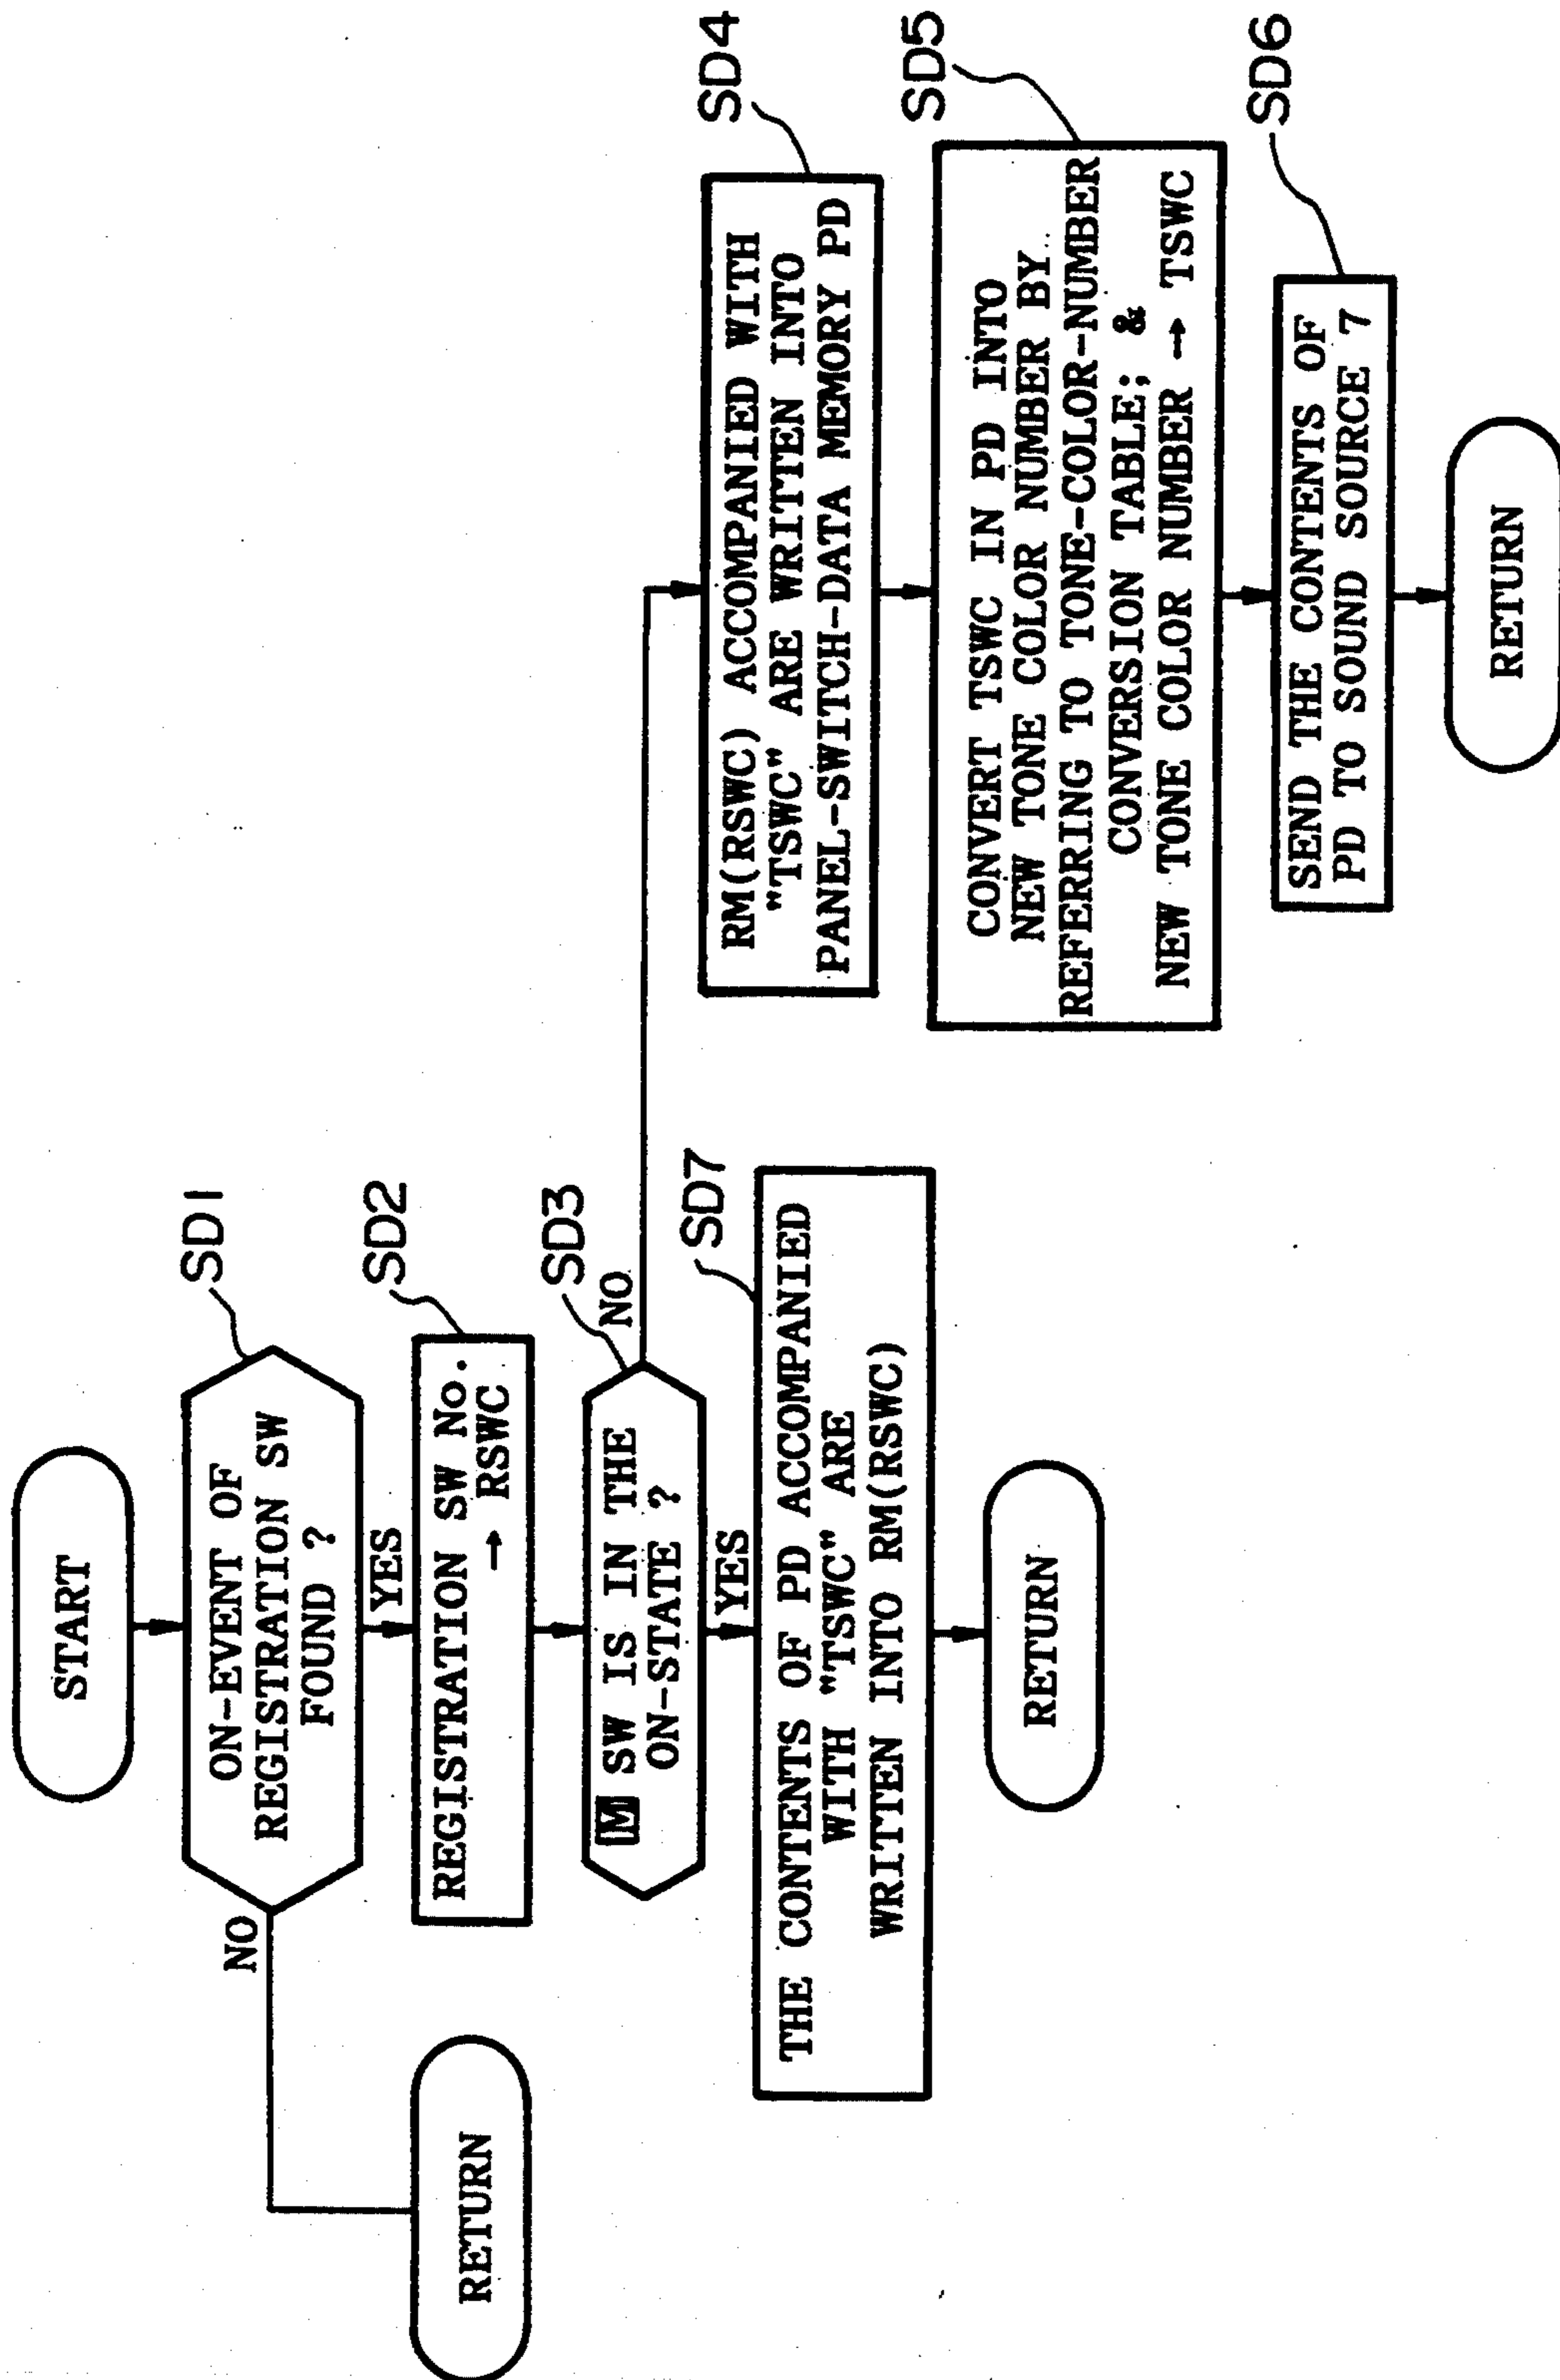 START
SD1
ON-EVENT OF
REGISTRATION SW
FOUND ?
NO
YES
RETURN
SD2
REGISTRATION SW No.
→ RSWC
SD3
M SW IS IN THE
ON-STATE ?
NO
YES
SD7
THE CONTENTS OF PD ACCOMPANIED
WITH "TSWC" ARE
WRITTEN INTO RM(RSWC)
RETURN
SD4
RM(RSWC) ACCOMPANIED WITH
"TSWC" ARE WRITTEN INTO
PANEL-SWITCH-DATA MEMORY PD
SD5
CONVERT TSWC IN PD INTO
NEW TONE COLOR NUMBER BY
REFERRING TO TONE-COLOR-NUMBER
CONVERSION TABLE; &
NEW TONE COLOR NUMBER → TSWC
SD6
SEND THE CONTENTS OF
PD TO SOUND SOURCE 7
RETURN